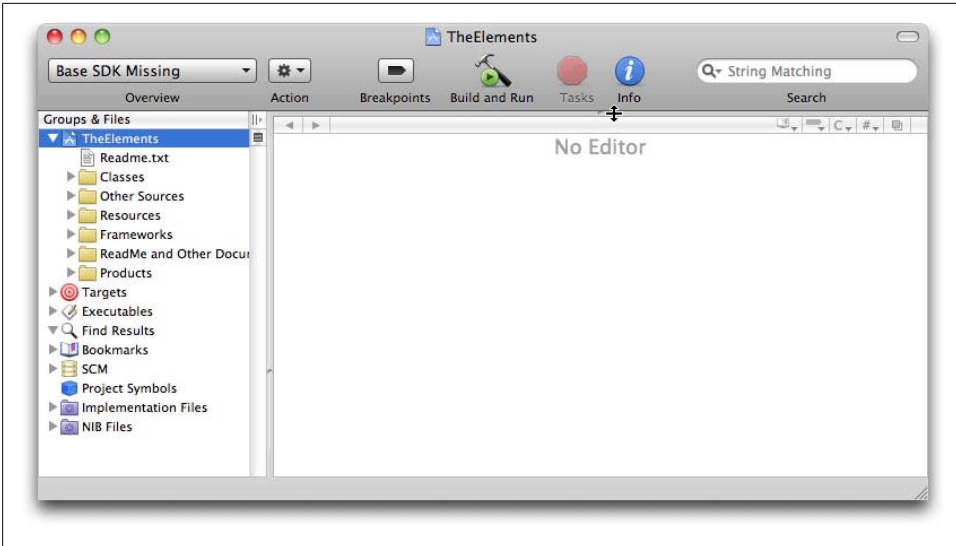 TheElements
Base SDK Missing
String Matching
Overview Action Breakpoints Build and Run Tasks Info Search
Groups & Files
TheElements
No Editor
Readme.txt
Classes
Other Sources
Resources
Frameworks
ReadMe and Other Docu
Products
Targets
Executables
Find Results
Bookmarks
SCM
Project Symbols
Implementation Files
NIB Files
C #